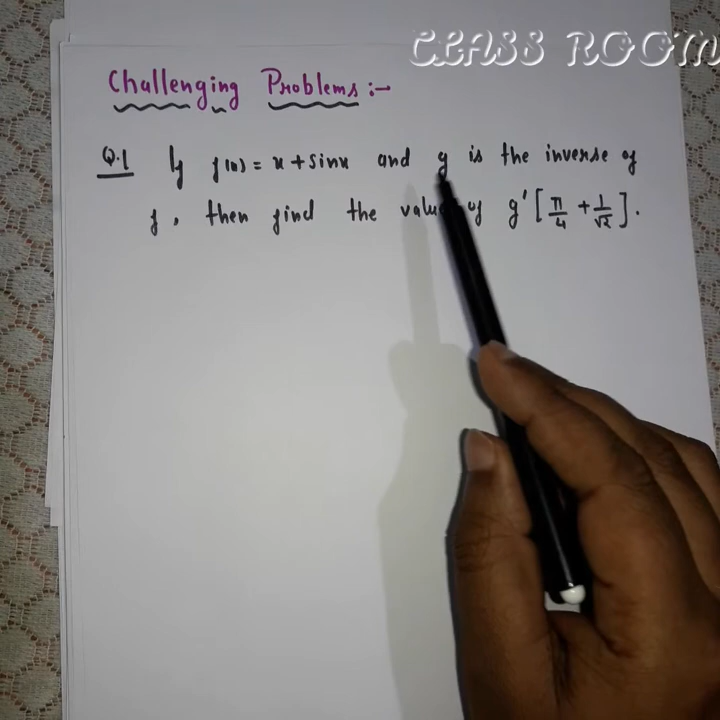 CLASS ROOM
Challenging Problems :-
Q.1 If f(x) = x + sinx and g is the inverse of
f, then find the value of g' [π/4 + 1/√2].